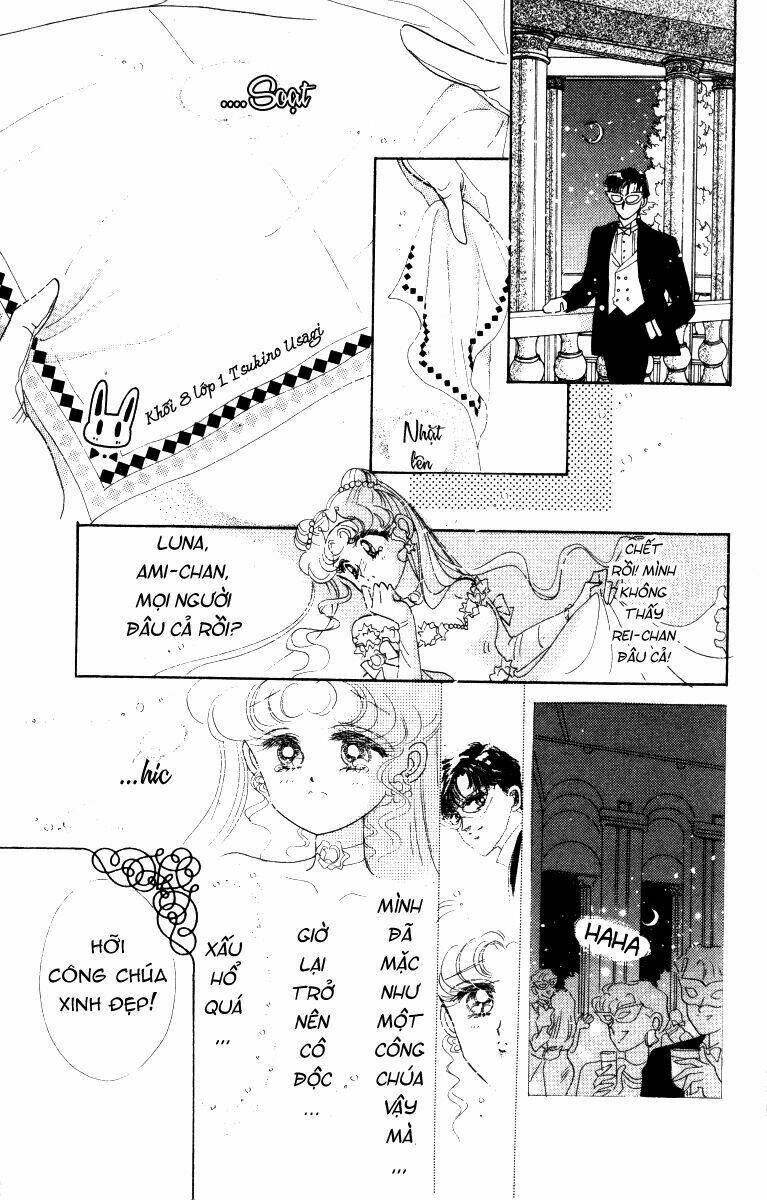 ....Soạt
Nhặt
lên
Khối 8 lớp 1 Tsukino Usagi
CHẾT
RỒI! MÌNH
KHÔNG
THẤY
REI-CHAN
ĐÂU CẢ!
LUNA,
AMI-CHAN,
MỌI NGƯỜI
ĐÂU CẢ RỒI?
HAHA
...híc
MÌNH
ĐÃ
MẶC
NHƯ
MỘT
CÔNG
CHÚA
VẬY
MÀ
...
GIỜ
LẠI
TRỞ
NÊN
CÔ
ĐỘC
...
XẤU
HỔ
QUÁ
...
HỠI
CÔNG CHÚA
XINH ĐẸP!